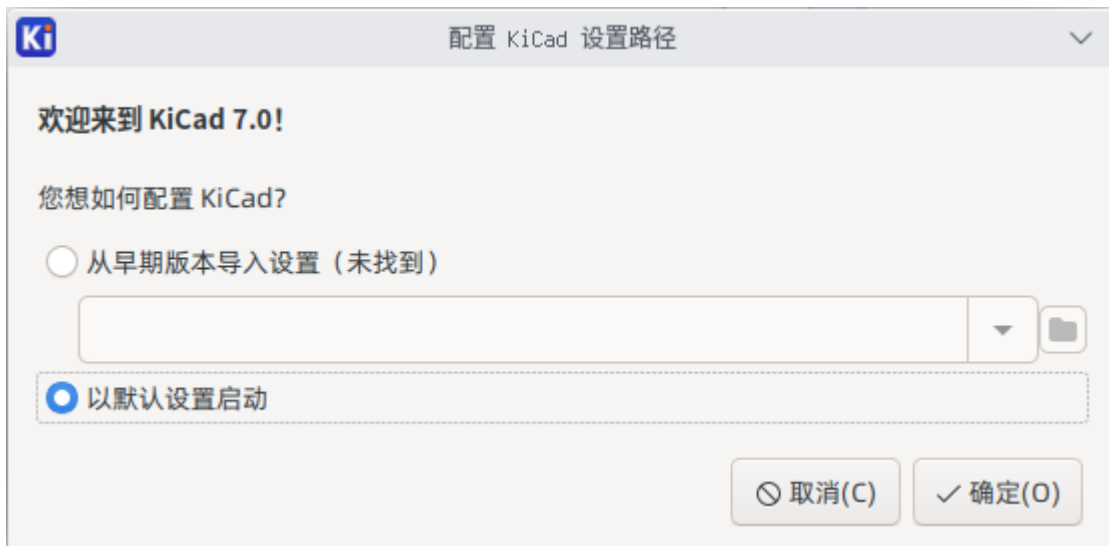 Ki
配置 KiCad 设置路径
欢迎来到 KiCad 7.0！
您想如何配置 KiCad?
从早期版本导入设置（未找到）
以默认设置启动
取消(C)
确定(O)